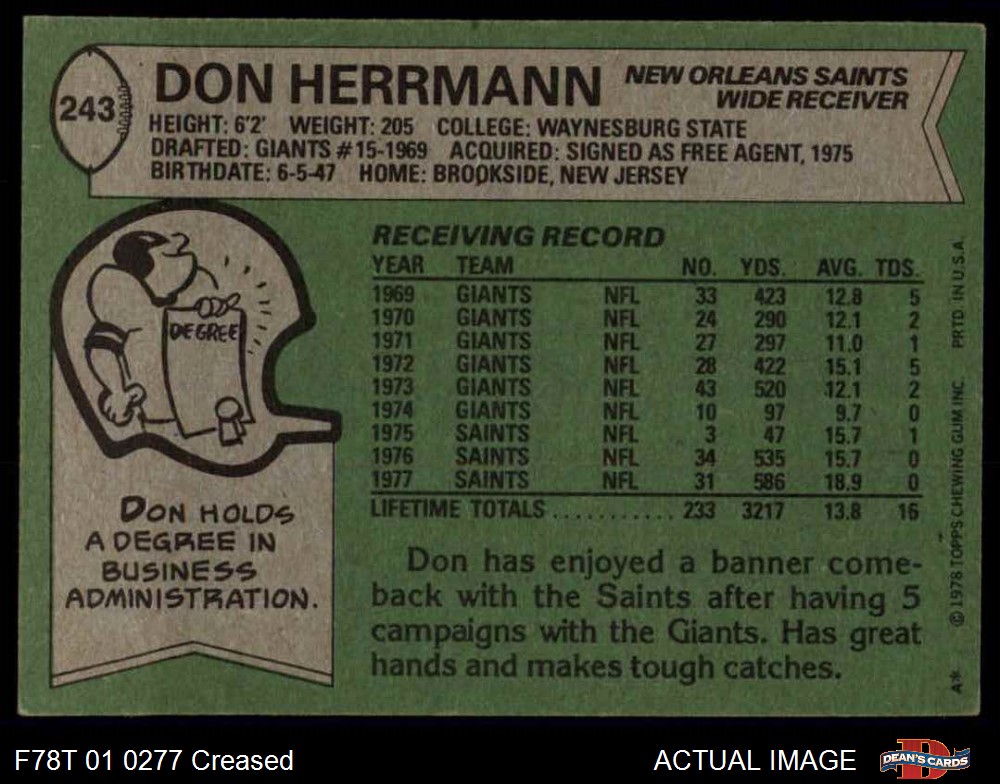 243
DON HERRMANN
NEW ORLEANS SAINTS
WIDE RECEIVER
HEIGHT: 6'2' WEIGHT: 205 COLLEGE: WAYNESBURG STATE
DRAFTED: GIANTS #15-1969 ACQUIRED: SIGNED AS FREE AGENT, 1975
BIRTHDATE: 6-5-47 HOME: BROOKSIDE, NEW JERSEY
DEGREE
DON HOLDS
A DEGREE IN
BUSINESS
ADMINISTRATION.
RECEIVING RECORD
YEAR TEAM NO. YDS. AVG. TDS.
1969 GIANTS NFL 33 423 12.8 5
1970 GIANTS NFL 24 290 12.1 2
1971 GIANTS NFL 27 297 11.0 1
1972 GIANTS NFL 28 422 15.1 5
1973 GIANTS NFL 43 520 12.1 2
1974 GIANTS NFL 10 97 9.7 0
1975 SAINTS NFL 3 47 15.7 1
1976 SAINTS NFL 34 535 15.7 0
1977 SAINTS NFL 31 586 18.9 0
LIFETIME TOTALS ........... 233 3217 13.8 16
Don has enjoyed a banner come-
back with the Saints after having 5
campaigns with the Giants. Has great
hands and makes tough catches.
A* © 1978 TOPPS CHEWING GUM INC. PRTD IN U.S.A.
F78T 01 0277 Creased
ACTUAL IMAGE
D
DEAN'S CARDS